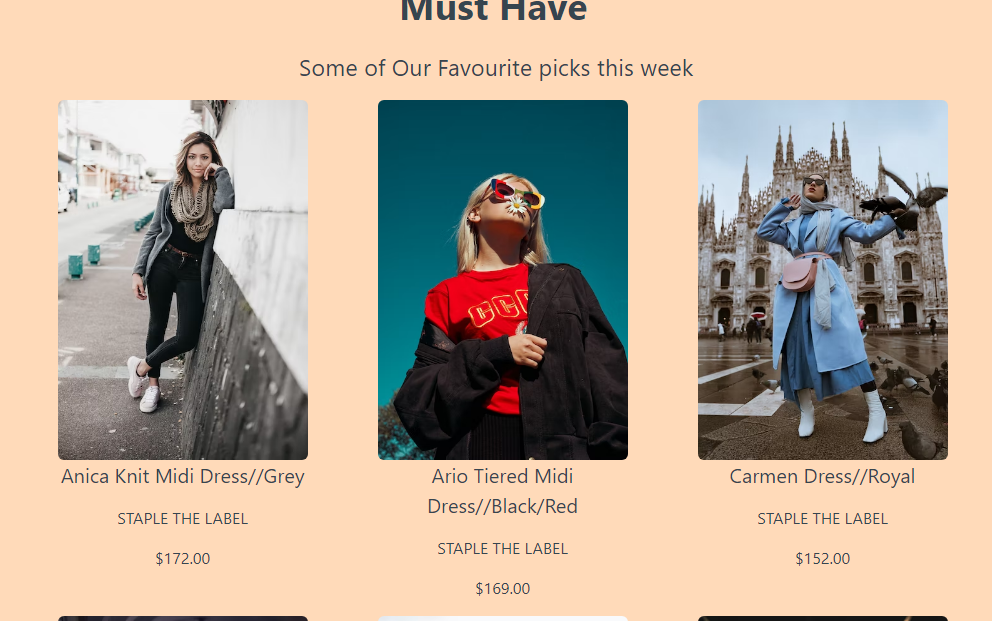 Must Have
Some of Our Favourite picks this week
CCC
Anica Knit Midi Dress//Grey
STAPLE THE LABEL
$172.00
Ario Tiered Midi
Dress//Black/Red
STAPLE THE LABEL
$169.00
Carmen Dress//Royal
STAPLE THE LABEL
$152.00